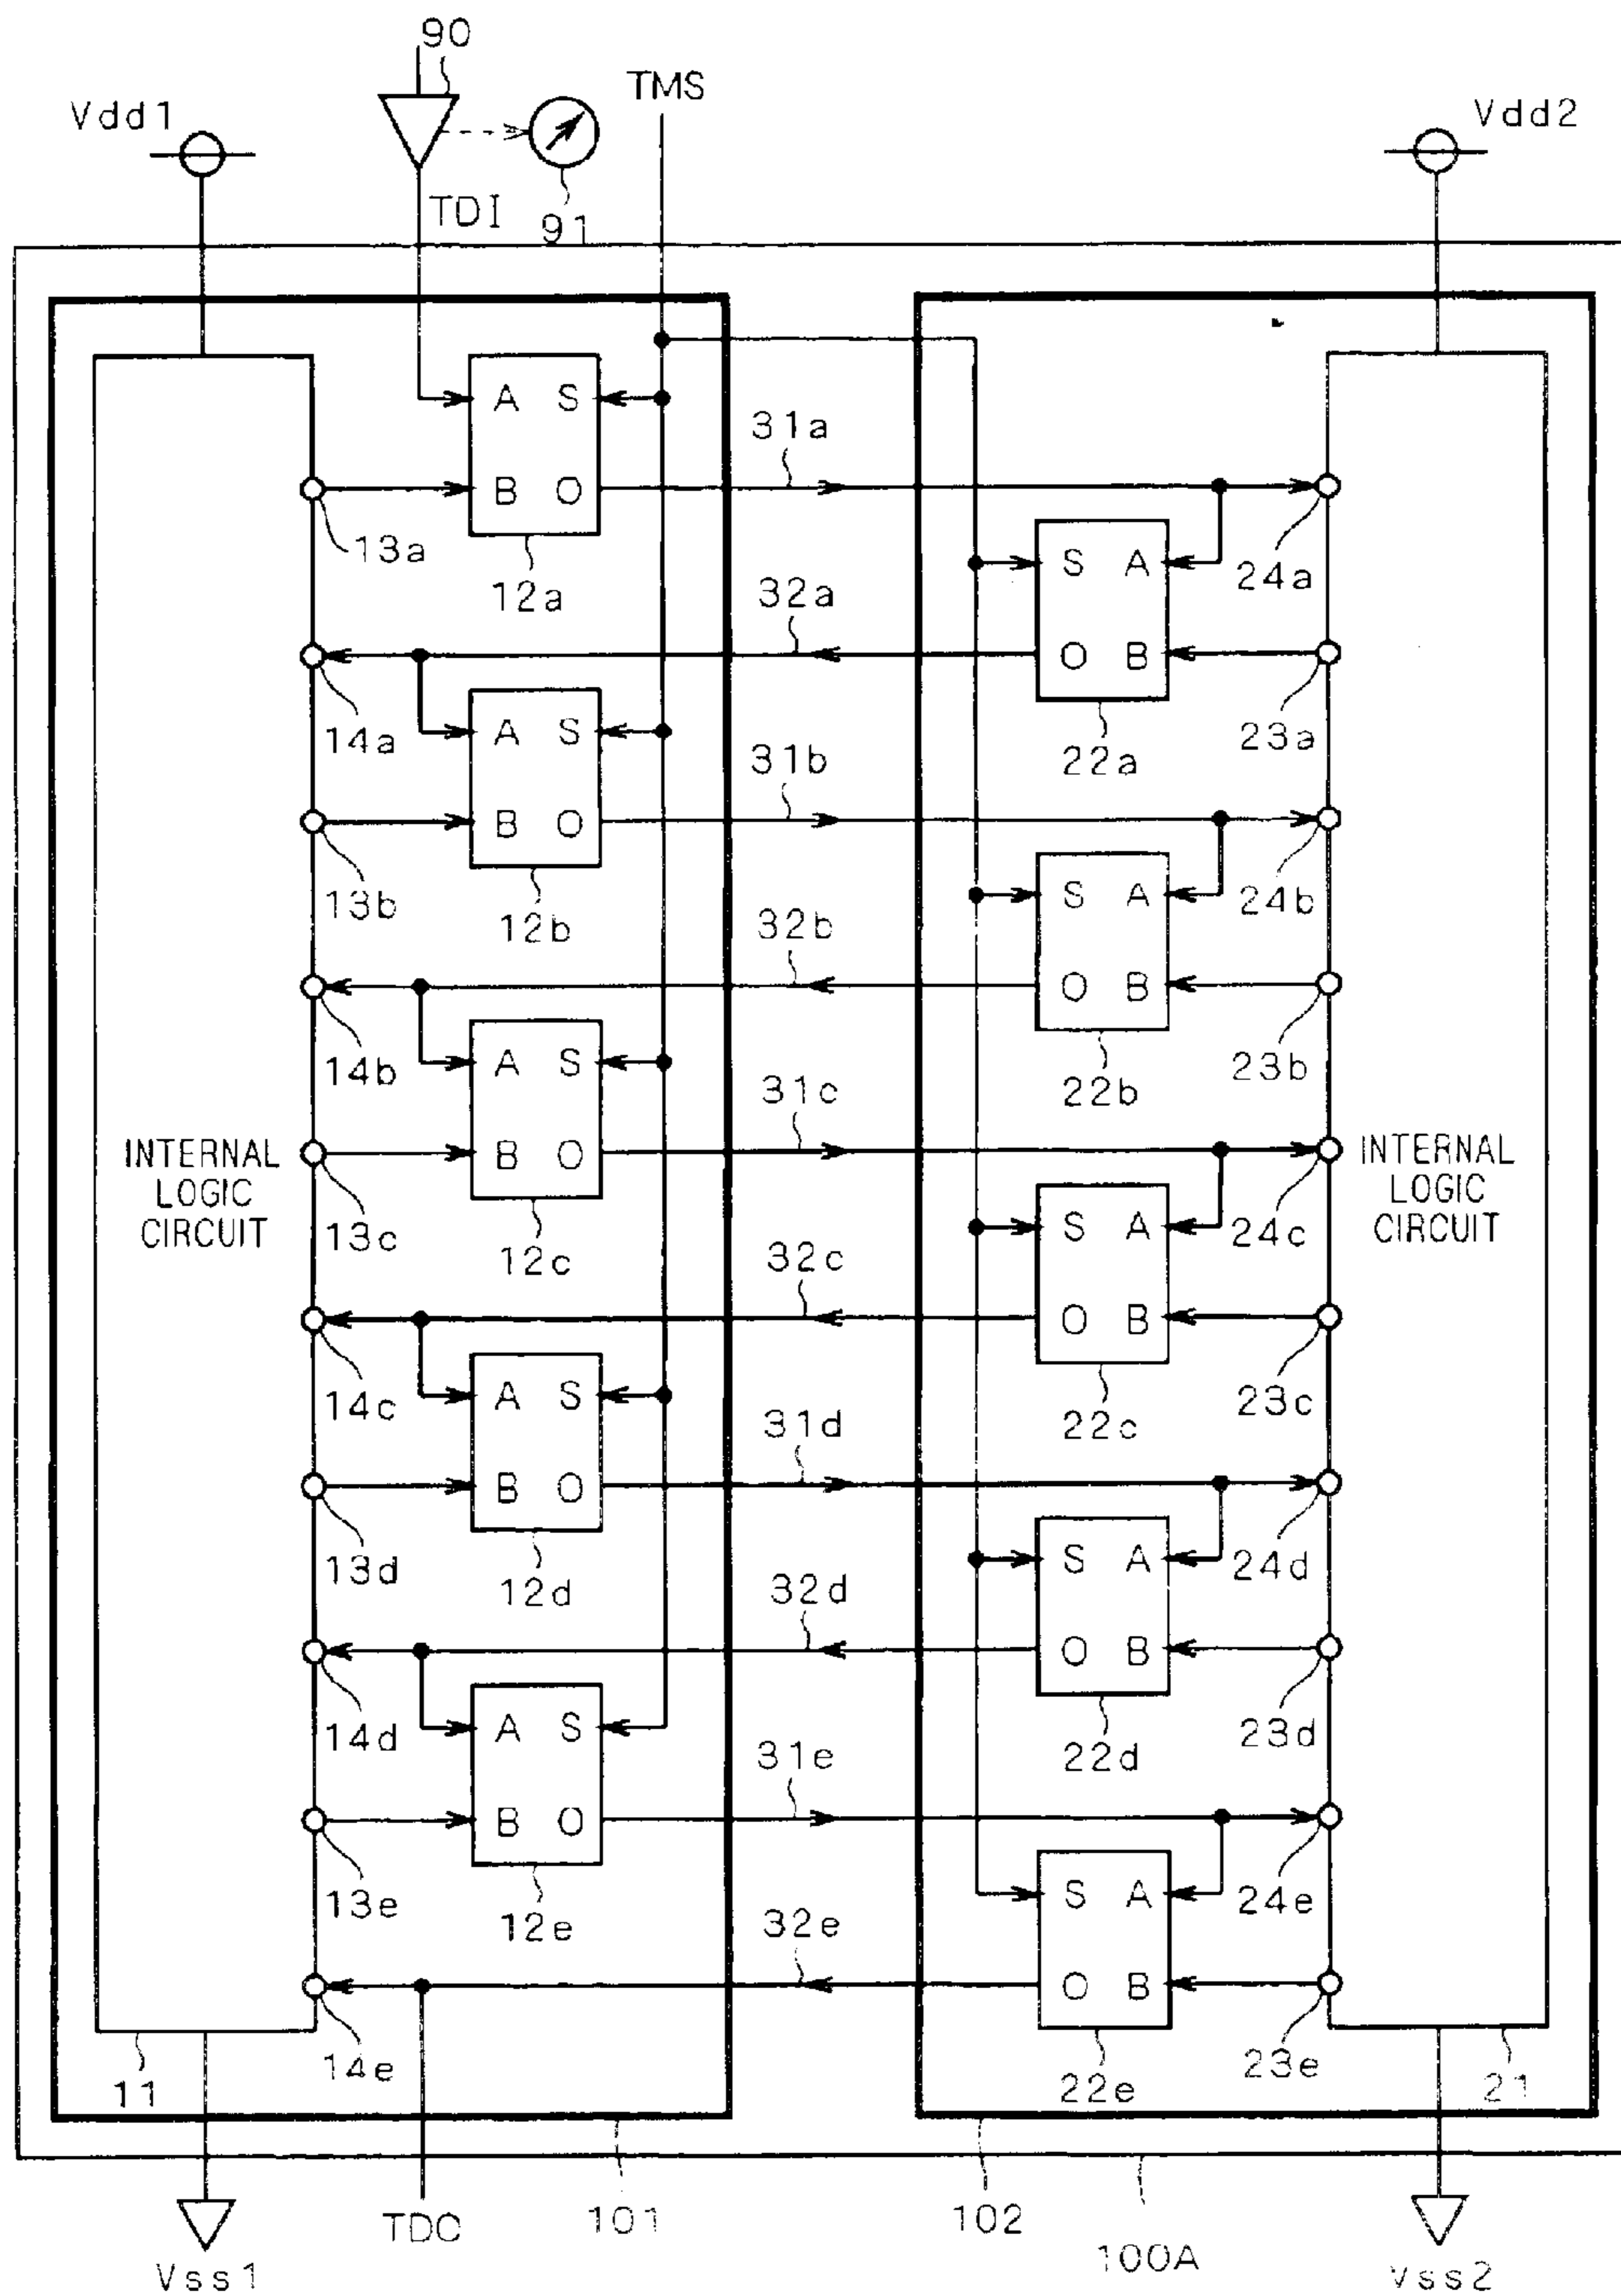 90
TMS
Vdd1
Vdd2
TDI
91
A S
31a
B O
13a
S A
24a
12a
32a
O B
14a
A S
23a
22a
31b
B O
13b
S A
24b
12b
32b
O B
14b
A S
23b
22b
31c
INTERNAL
LOGIC
CIRCUIT
B O
INTERNAL
LOGIC
CIRCUIT
13c
S A
24c
12c
32c
O B
14c
A S
23c
22c
31d
B O
13d
S A
24d
12d
32d
O B
14d
A S
23d
22d
31e
B O
13e
S A
24e
12e
32e
O B
14e
23e
11
22e
21
TDO
101
102
100A
Vss1
Vss2